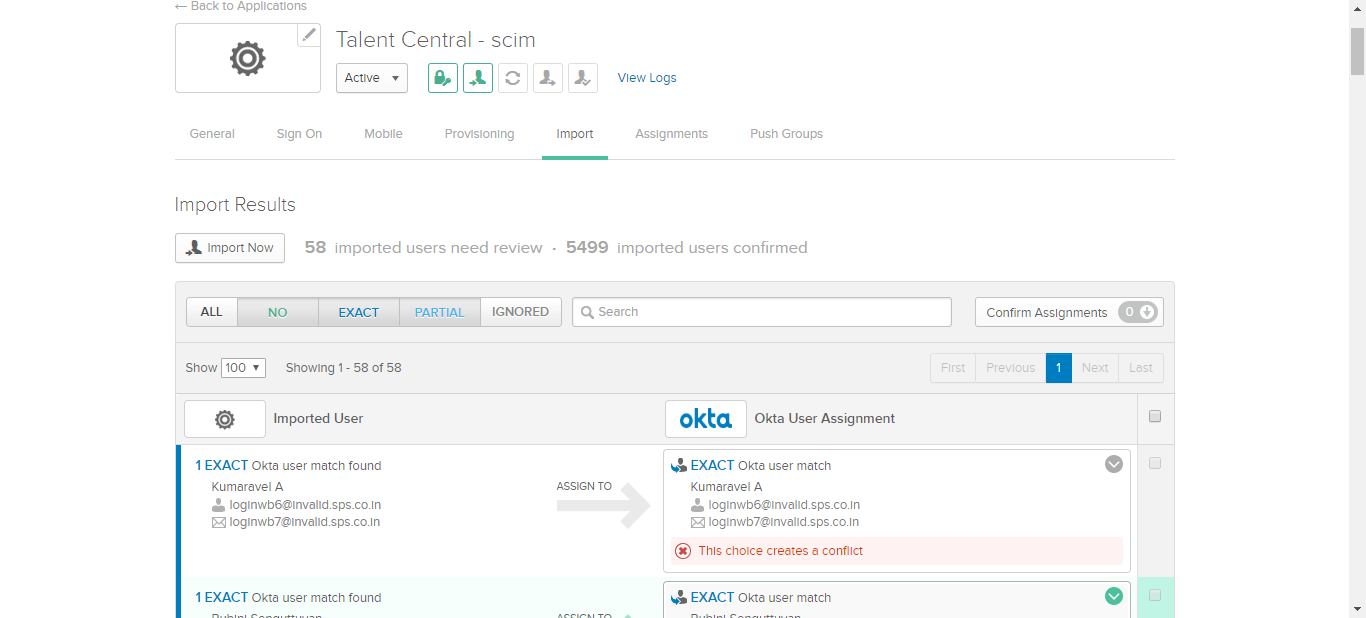 ← Back to Applications
Talent Central - scim
Active
View Logs
General Sign On Mobile Provisioning Import Assignments Push Groups
Import Results
Import Now 58 imported users need review · 5499 imported users confirmed
ALL NO EXACT PARTIAL IGNORED Search Confirm Assignments 0
Show 100 Showing 1 - 58 of 58 First Previous 1 Next Last
Imported User okta Okta User Assignment
1 EXACT Okta user match found EXACT Okta user match
Kumaravel A ASSIGN TO Kumaravel A
loginwb6@invalid.sps.co.in loginwb6@invalid.sps.co.in
loginwb7@invalid.sps.co.in loginwb7@invalid.sps.co.in
This choice creates a conflict
1 EXACT Okta user match found EXACT Okta user match
ASSIGN TO